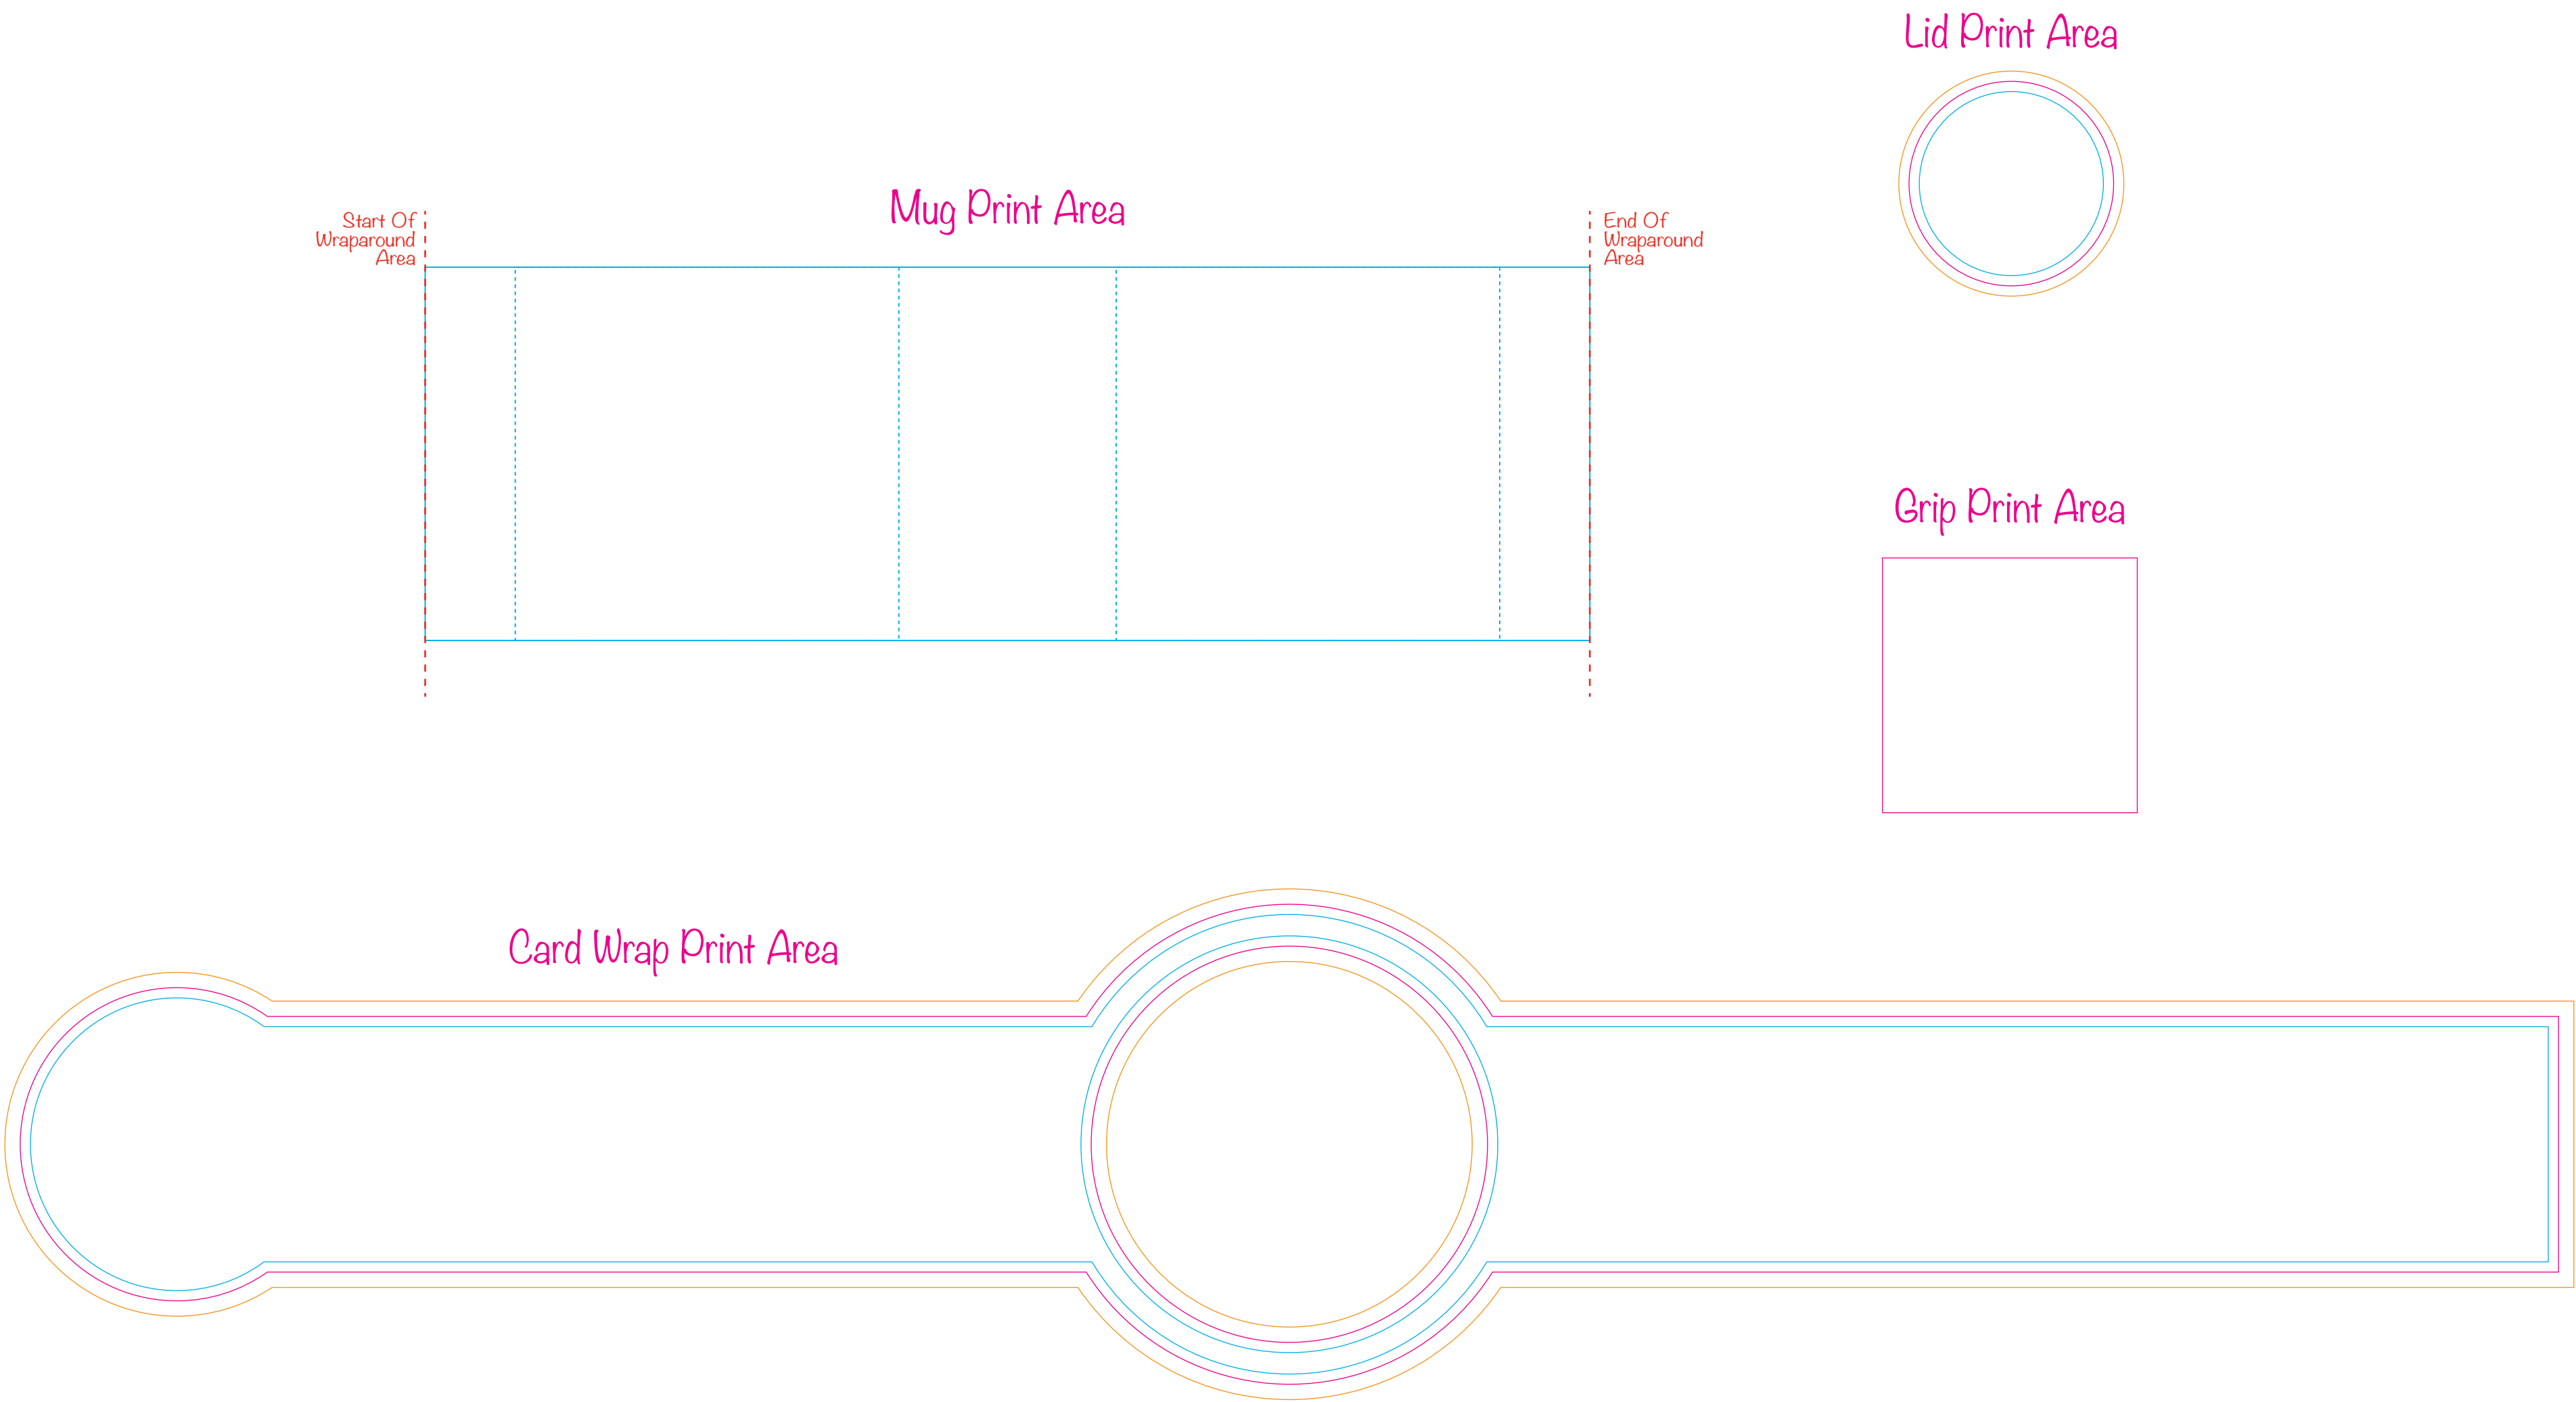 Lid Print Area
Mug Print Area
Start Of
Wraparound
Area
End Of
Wraparound
Area
Grip Print Area
Card Wrap Print Area